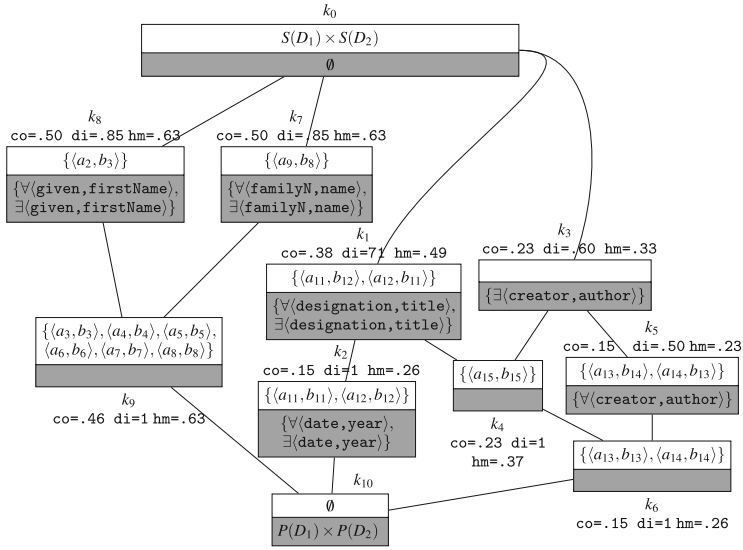 k₀
S(D₁) × S(D₂)
∅
k₈
co=.50 di=.85 hm=.63
{⟨a₂,b₃⟩}
{∀⟨given,firstName⟩,
∃⟨given,firstName⟩}
k₇
co=.50 di=.85 hm=.63
{⟨a₉,b₈⟩}
{∀⟨familyN,name⟩,
∃⟨familyN,name⟩}
k₁
co=.38 di=71 hm=.49
{⟨a₁₁,b₁₂⟩,⟨a₁₂,b₁₁⟩}
{∀⟨designation,title⟩,
∃⟨designation,title⟩}
k₃
co=.23 di=.60 hm=.33
{∃⟨creator,author⟩}
{⟨a₃,b₃⟩,⟨a₄,b₄⟩,⟨a₅,b₅⟩,
⟨a₆,b₆⟩,⟨a₇,b₇⟩,⟨a₈,b₈⟩}
k₉
co=.46 di=1 hm=.63
k₂
co=.15 di=1 hm=.26
{⟨a₁₁,b₁₁⟩,⟨a₁₂,b₁₂⟩}
{∀⟨date,year⟩,
∃⟨date,year⟩}
{⟨a₁₅,b₁₅⟩}
k₄
co=.23 di=1
hm=.37
k₅
co=.15 di=.50 hm=.23
{⟨a₁₃,b₁₄⟩,⟨a₁₄,b₁₃⟩}
{∀⟨creator,author⟩}
{⟨a₁₃,b₁₃⟩,⟨a₁₄,b₁₄⟩}
k₆
co=.15 di=1 hm=.26
k₁₀
∅
P(D₁) × P(D₂)